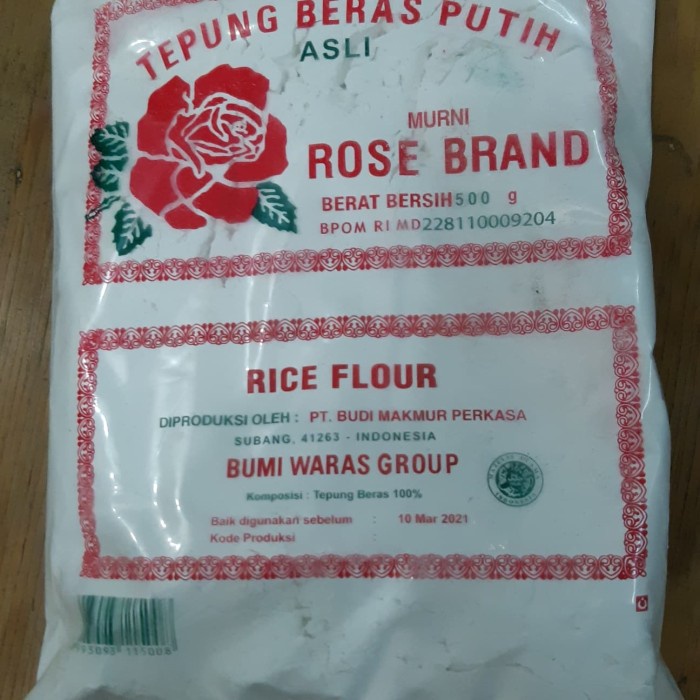 TEPUNG BERAS PUTIH
ASLI
MURNI
ROSE BRAND
BERAT BERSIH 500 g
BPOM RI MD 228110009204
RICE FLOUR
DIPRODUKSI OLEH : PT. BUDI MAKMUR PERKASA
SUBANG, 41263 - INDONESIA
BUMI WARAS GROUP
Komposisi : Tepung Beras 100%
Baik digunakan sebelum : 10 Mar 2021
Kode Produksi :